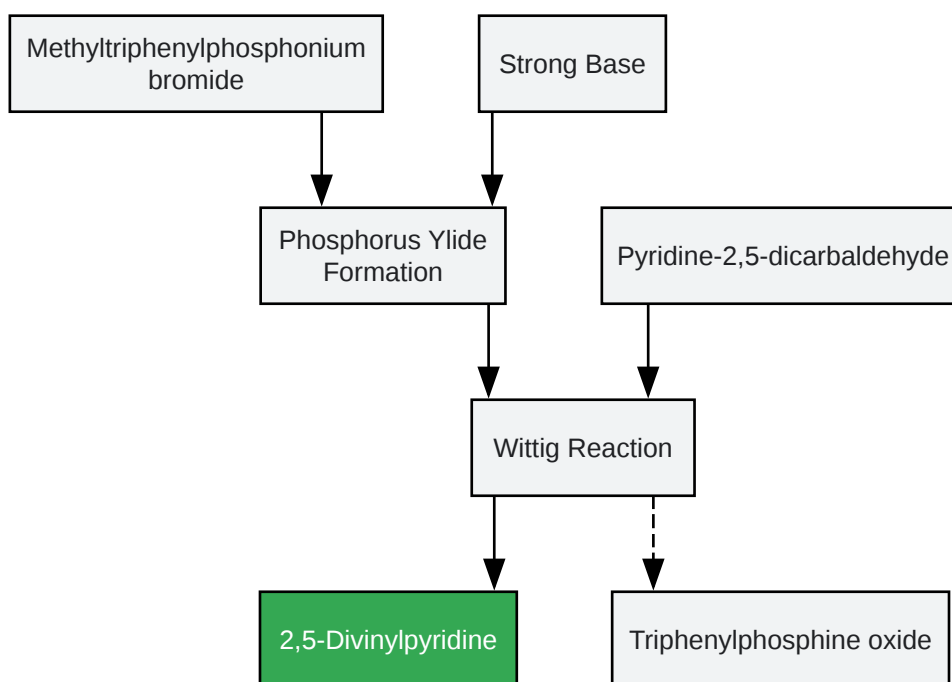 Methyltriphenylphosphonium
bromide
Strong Base
Phosphorus Ylide
Formation
Pyridine-2,5-dicarbaldehyde
Wittig Reaction
2,5-Divinylpyridine
Triphenylphosphine oxide